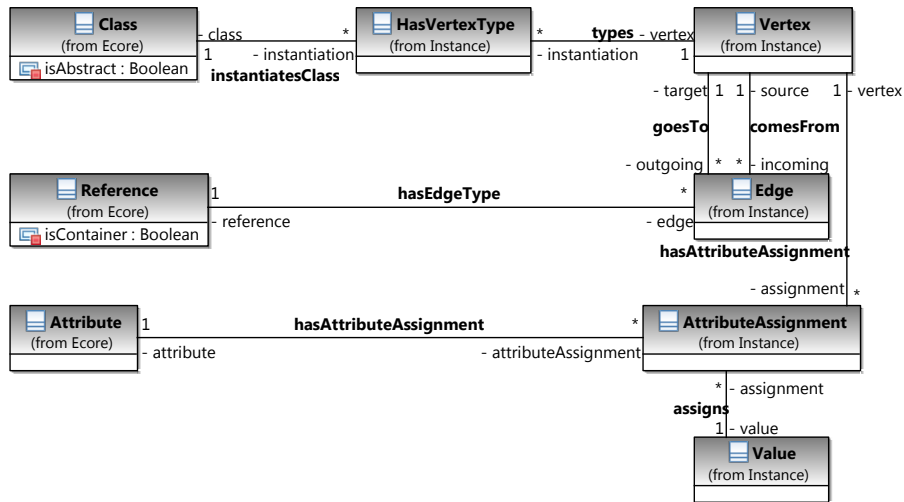 Class
(from Ecore)
isAbstract : Boolean
- class
1
*
- instantiation
instantiatesClass
HasVertexType
(from Instance)
*
types
- vertex
- instantiation
1
Vertex
(from Instance)
- target
1
1
- source
1
- vertex
goesTo
comesFrom
- outgoing
*
*
- incoming
Reference
(from Ecore)
isContainer : Boolean
1
- reference
hasEdgeType
*
- edge
Edge
(from Instance)
hasAttributeAssignment
- assignment
*
Attribute
(from Ecore)
1
- attribute
hasAttributeAssignment
*
- attributeAssignment
AttributeAssignment
(from Instance)
*
- assignment
assigns
1
- value
Value
(from Instance)